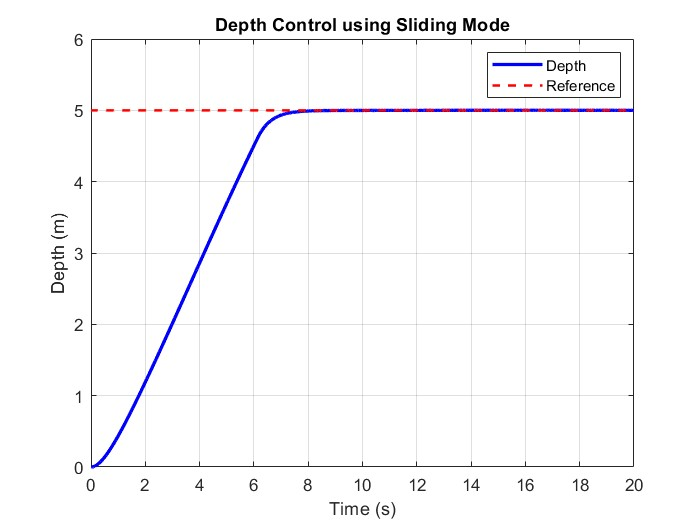 Depth Control using Sliding Mode
6
5
4
3
2
1
0
Depth (m)
Depth
Reference
0 2 4 6 8 10 12 14 16 18 20
Time (s)